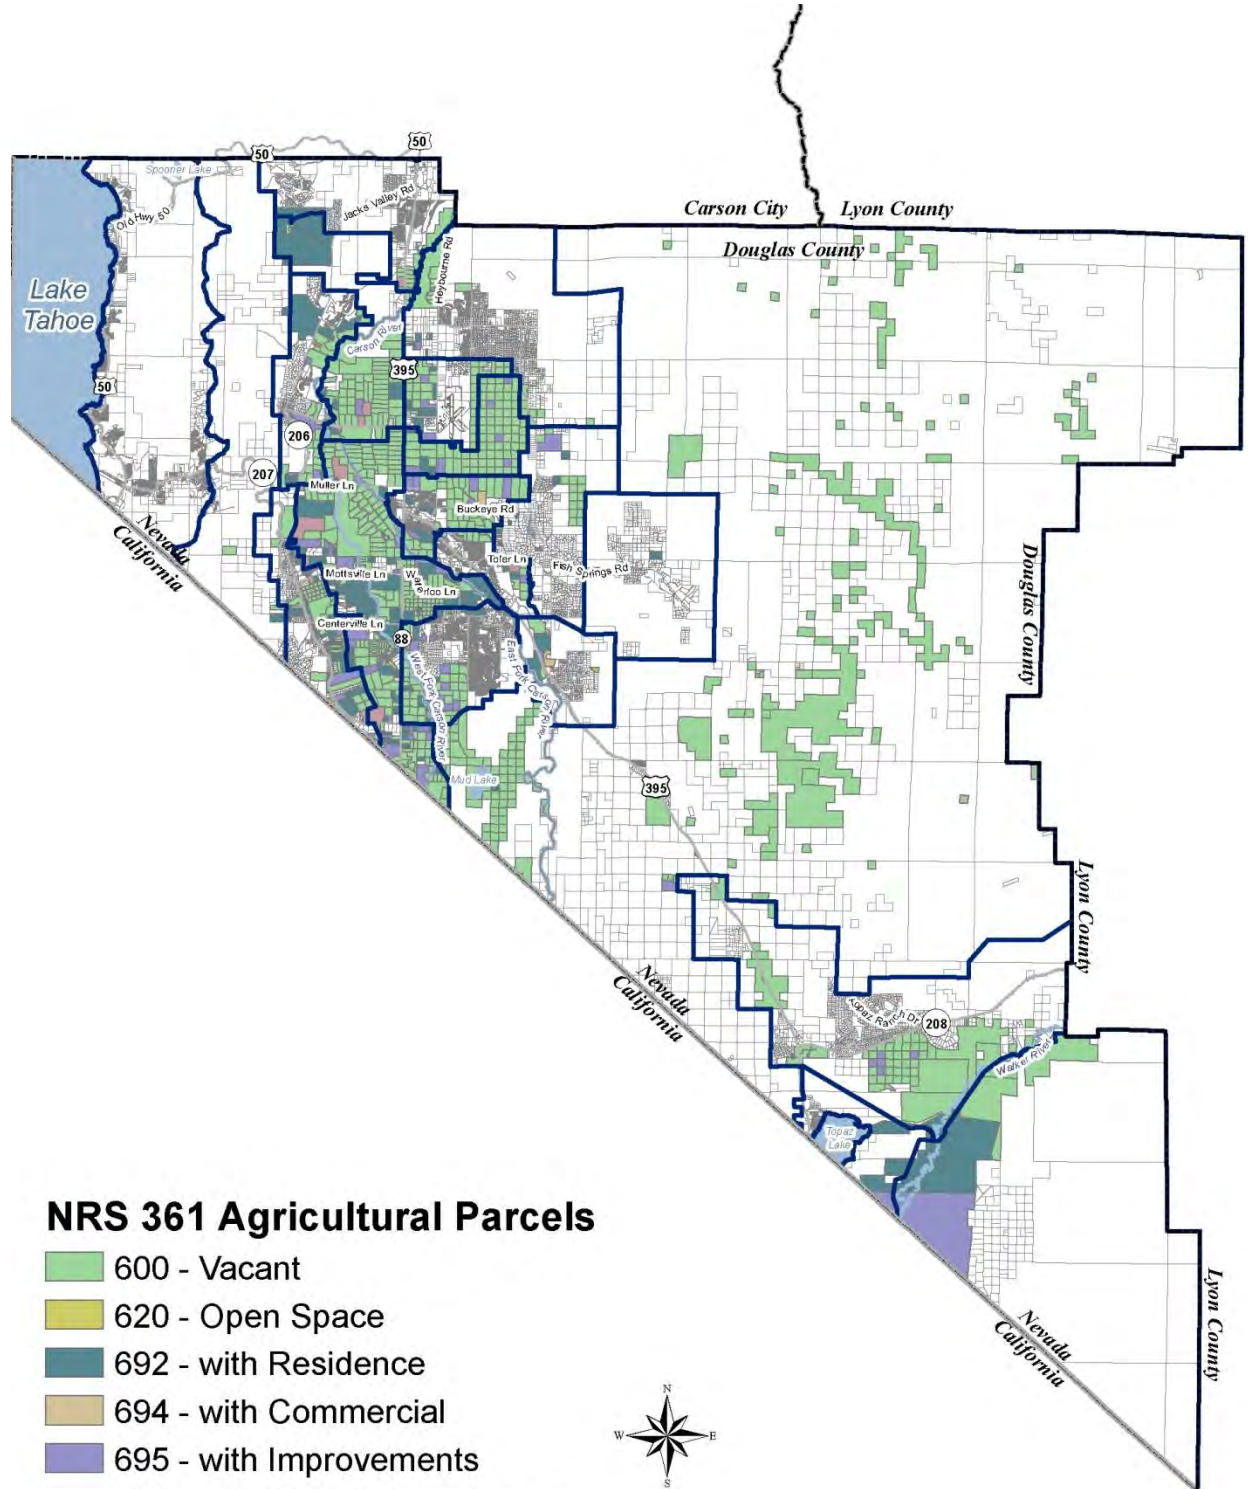 50
50
Spooner Lake
Old Hwy 50
Jacks Valley Rd
Carson City
Lyon County
Douglas County
Heybourne Rd
Lake
Tahoe
Carson River
395
50
206
207
Muller Ln
Buckeye Rd
Nevada
California
Toler Ln
Fish Springs Rd
Mottsville Ln
Waterloo Ln
Centerville Ln
88
East Fork Carson River
West Fork Carson River
Douglas County
Mud Lake
395
Lyon County
Nevada
California
Topaz Ranch Dr
208
Walker River
Topaz
Lake
NRS 361 Agricultural Parcels
600 - Vacant
620 - Open Space
692 - with Residence
694 - with Commercial
695 - with Improvements
Lyon County
Nevada
California
N
W
E
S